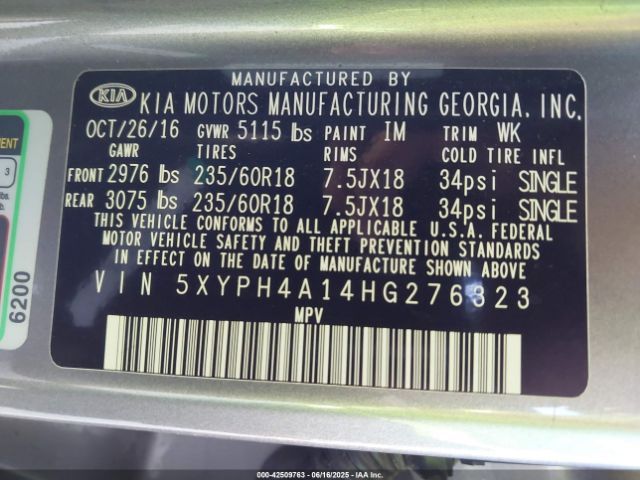 MANUFACTURED BY
KIA KIA MOTORS MANUFACTURING GEORGIA, INC.
OCT/26/16 GVWR 5115 lbs PAINT IM TRIM WK
GAWR TIRES RIMS COLD TIRE INFL
FRONT 2976 lbs 235/60R18 7.5JX18 34psi SINGLE
REAR 3075 lbs 235/60R18 7.5JX18 34psi SINGLE
THIS VEHICLE CONFORMS TO ALL APPLICABLE U.S.A. FEDERAL
MOTOR VEHICLE SAFETY AND THEFT PREVENTION STANDARDS
IN EFFECT ON THE DATE OF MANUFACTURE SHOWN ABOVE.
VIN 5XYPH4A14HG276323
MPV
3
6200
000-42509763 - 06/16/2025 - IAA Inc.